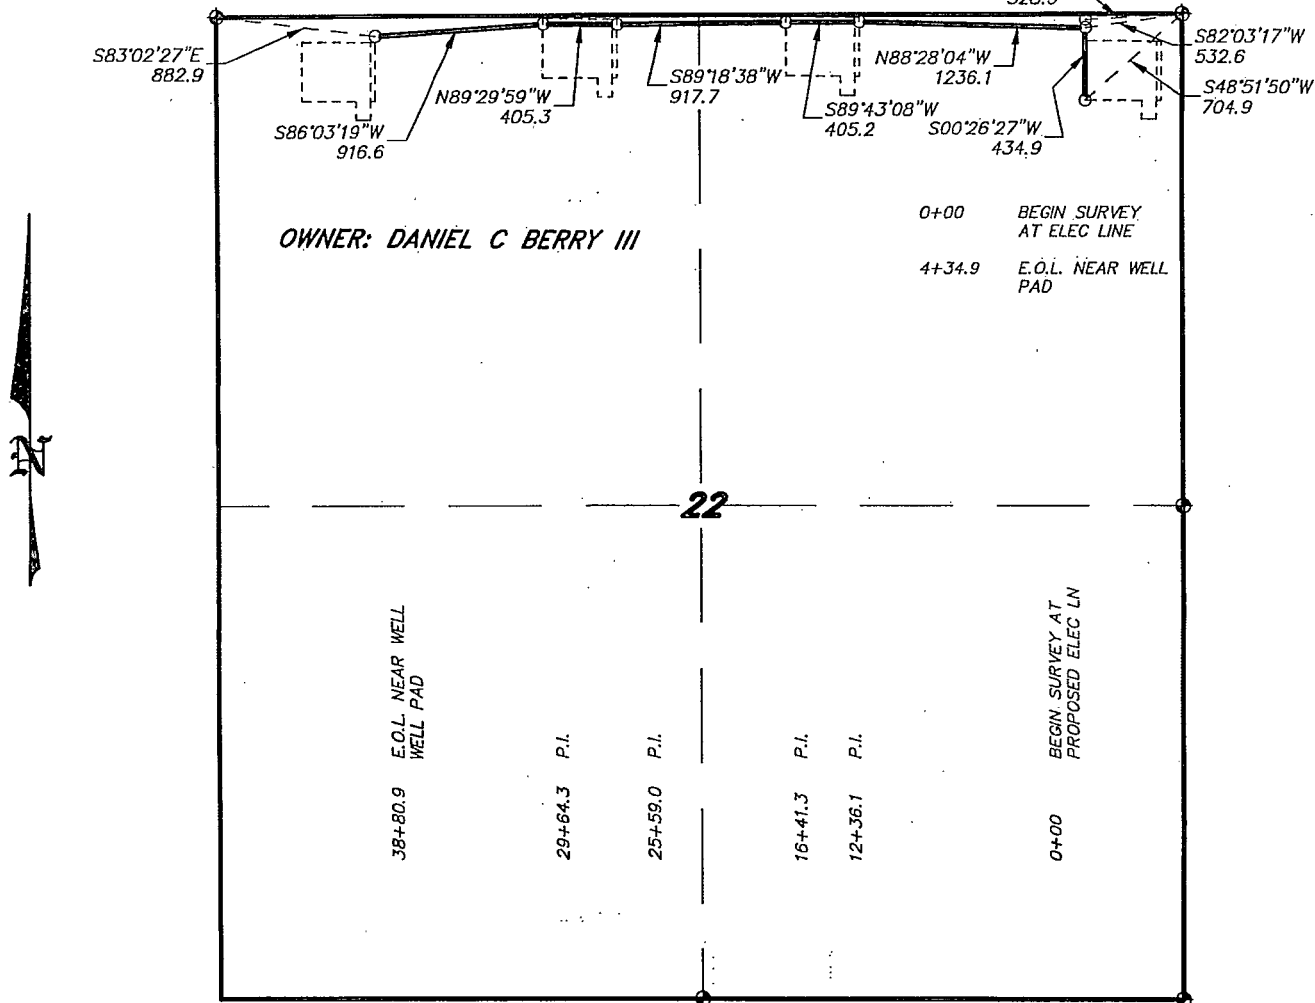 S83°02'27"E
882.9
S86°03'19"W
916.6
N89°29'59"W
405.3
S89°18'38"W
917.7
S89°43'08"W
405.2
N88°28'04"W
1236.1
S00°26'27"W
434.9
S82°03'17"W
532.6
S48°51'50"W
704.9
OWNER: DANIEL C BERRY III
0+00 BEGIN SURVEY
AT ELEC LINE
4+34.9 E.O.L. NEAR WELL
PAD
N
22
38+80.9 E.O.L. NEAR WELL
WELL PAD
29+64.3 P.I.
25+59.0 P.I.
16+41.3 P.I.
12+36.1 P.I.
0+00 BEGIN SURVEY AT
PROPOSED ELEC LN